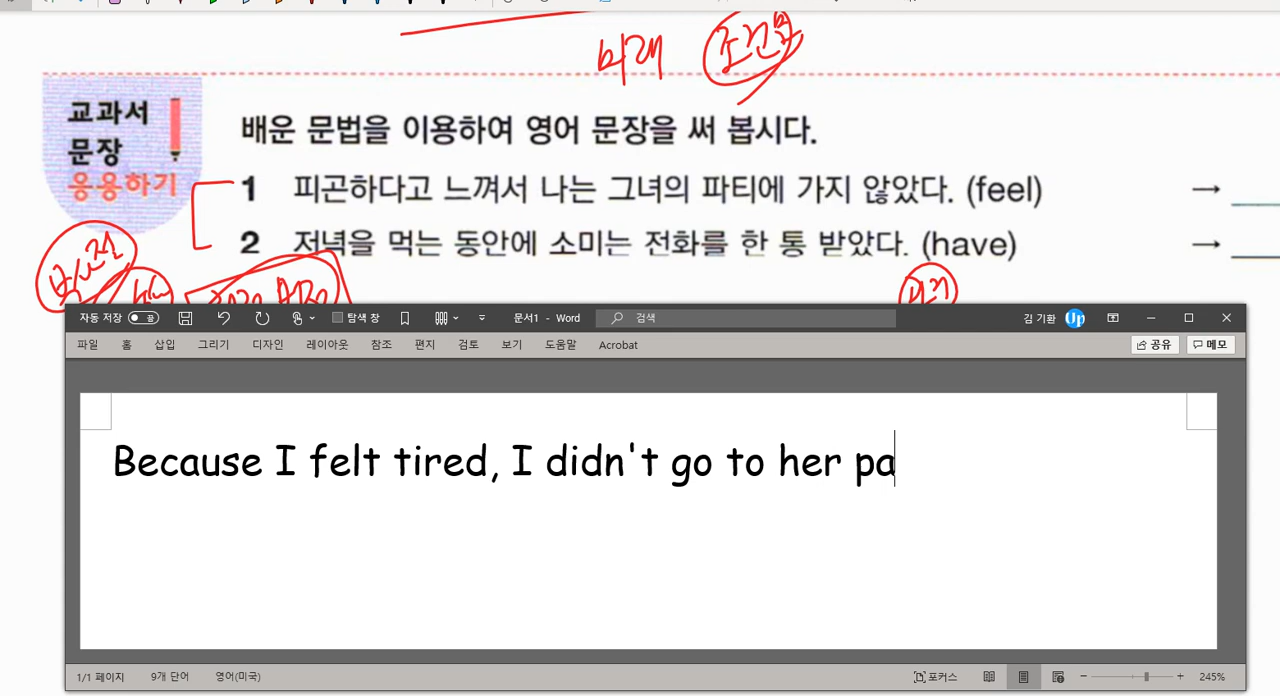 미래 조건문
교과서
문장
응용하기
배운 문법을 이용하여 영어 문장을 써 봅시다.
1 피곤하다고 느껴서 나는 그녀의 파티에 가지 않았다. (feel) →
2 저녁을 먹는 동안에 소미는 전화를 한 통 받았다. (have) →
자동 저장 끔 탐색 창 문서1 - Word 검색 김 기환 Up
파일 홈 삽입 그리기 디자인 레이아웃 참조 편지 검토 보기 도움말 Acrobat 공유 메모
Because I felt tired, I didn't go to her pa
1/1 페이지 9개 단어 영어(미국) 포커스 245%